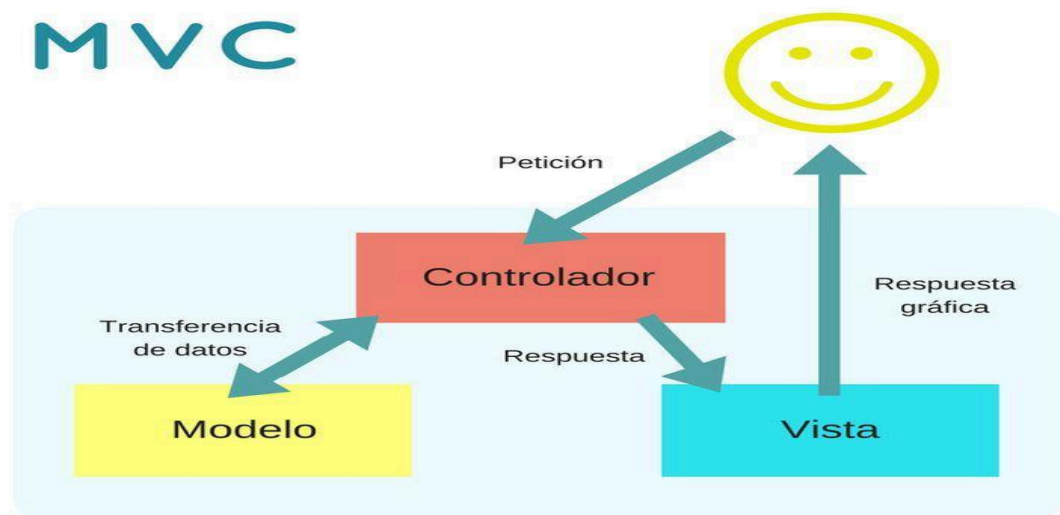 MVC
Petición
Controlador
Respuesta
gráfica
Transferencia
de datos
Respuesta
Modelo
Vista